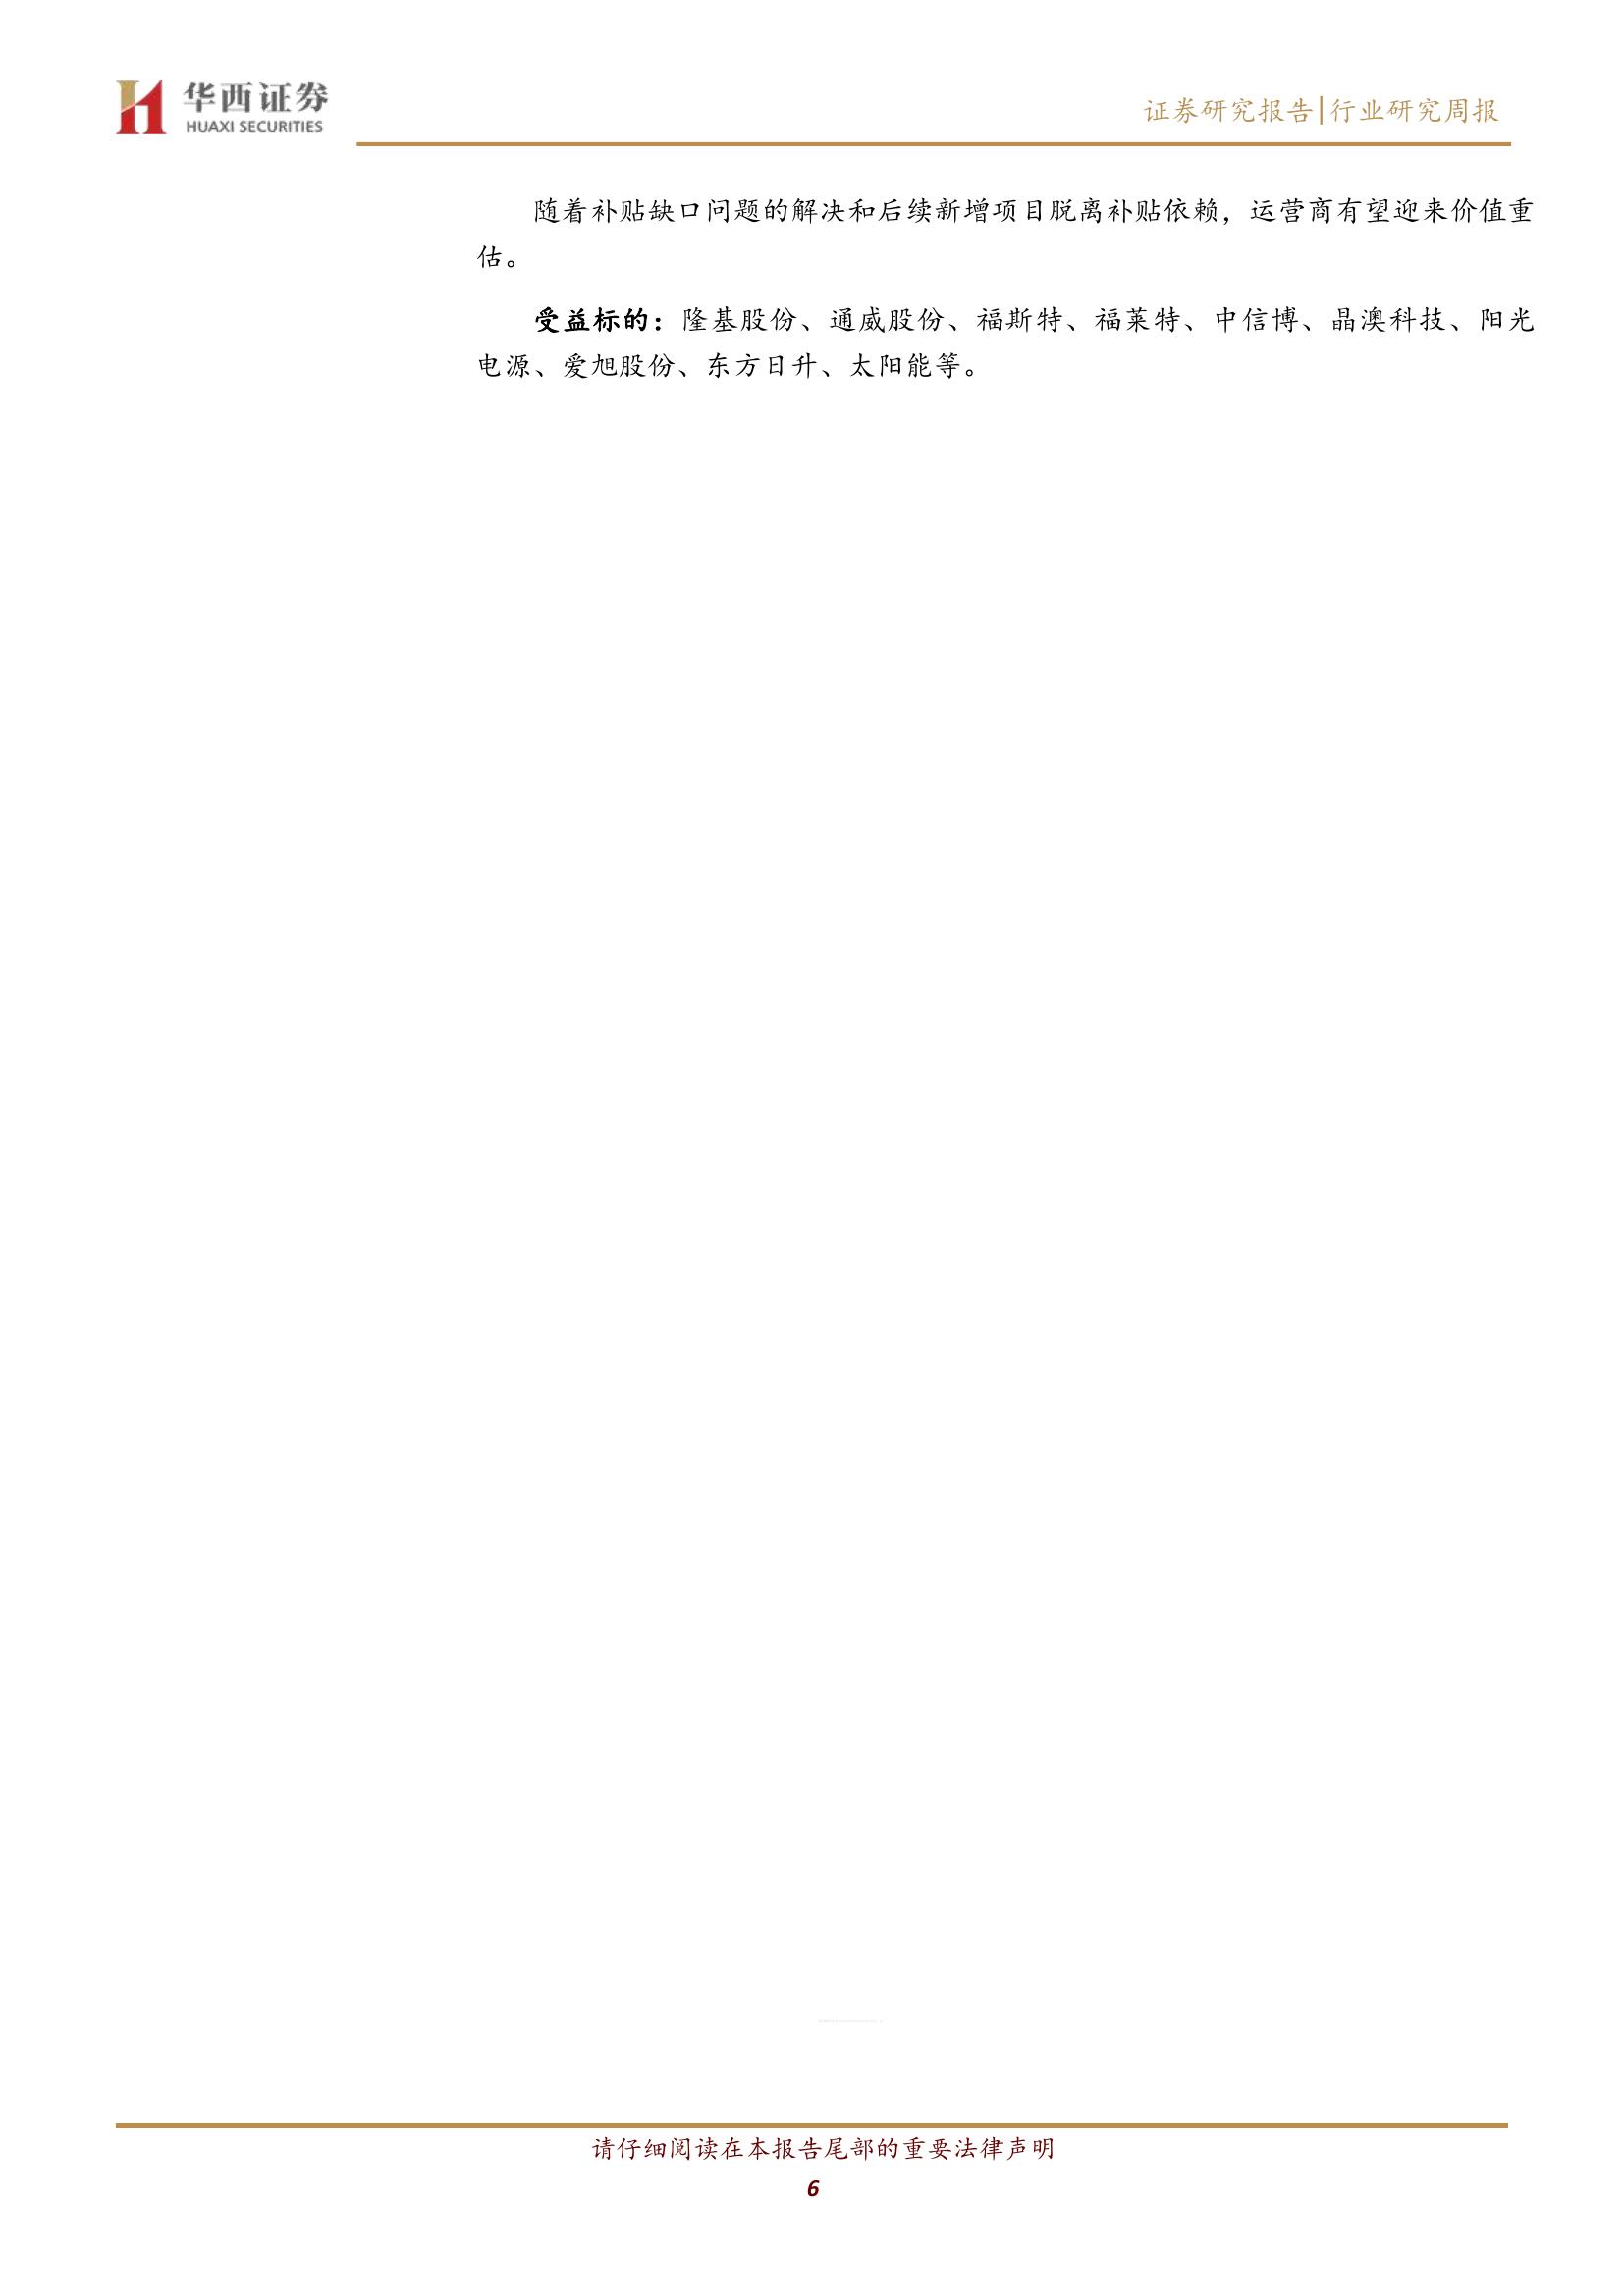 华西证券
HUAXI SECURITIES
证券研究报告|行业研究周报
随着补贴缺口问题的解决和后续新增项目脱离补贴依赖，运营商有望迎来价值重
估。
受益标的：隆基股份、通威股份、福斯特、福莱特、中信博、晶澳科技、阳光
电源、爱旭股份、东方日升、太阳能等。
请仔细阅读在本报告尾部的重要法律声明
6